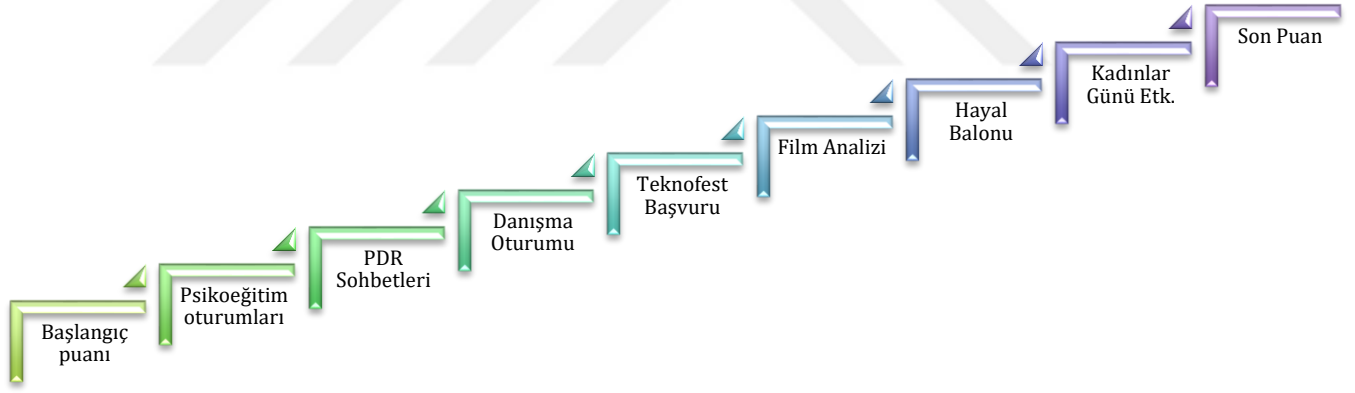 Başlangıç
puanı
Psikoeğitim
oturumları
PDR
Sohbetleri
Danışma
Oturumu
Teknofest
Başvuru
Film Analizi
Hayal
Balonu
Kadınlar
Günü Etk.
Son Puan